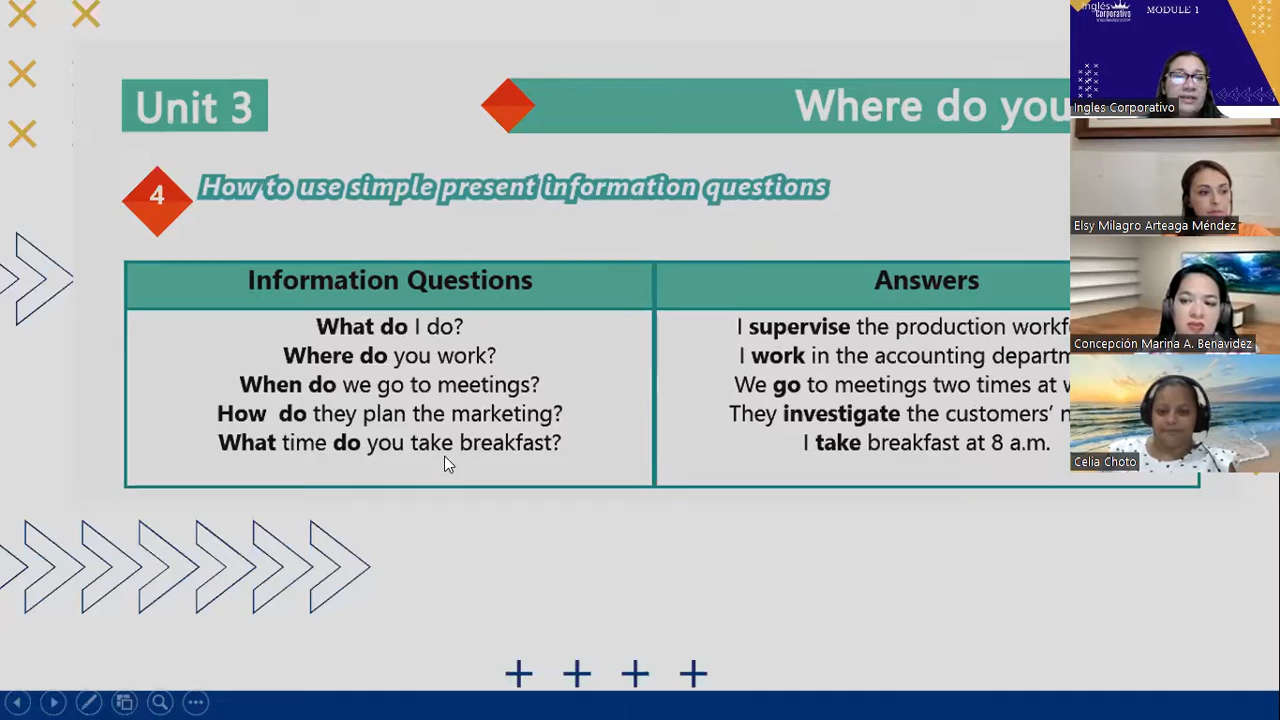 Unit 3
Where do you
4
How to use simple present information questions
Information Questions
Answers
What do I do?
I supervise the production
Where do you work?
I work in the accounting
When do we go to meetings?
We go to meetings two times at
How do they plan the marketing?
They investigate the customers'
What time do you take breakfast?
I take breakfast at 8 a.m.
Inglés
Corporativo
MODULE 1
Ingles Corporativo
Elsy Milagro Arteaga Méndez
Concepción Marina A. Benavidez
Celia Choto